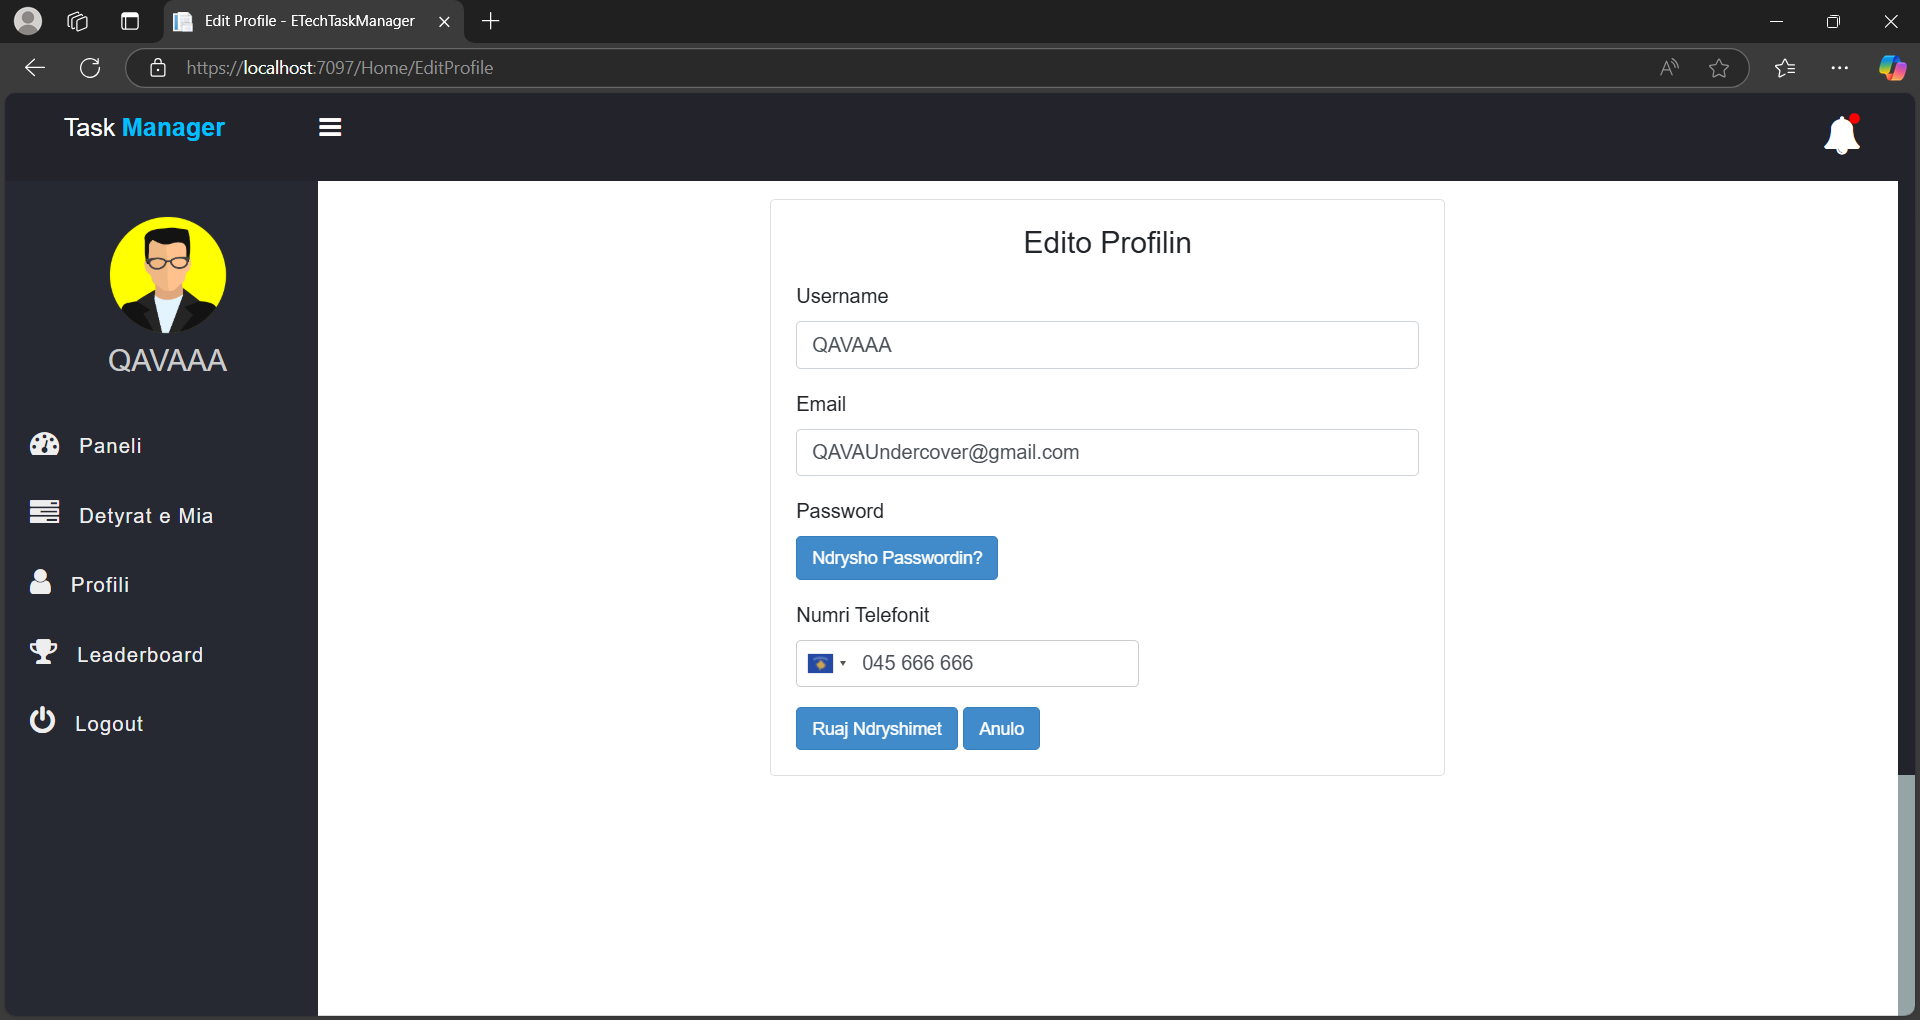 Edit Profile - ETechTaskManager
https://localhost:7097/Home/EditProfile
Task Manager
QAVAAA
Paneli
Detyrat e Mia
Profili
Leaderboard
Logout
Edito Profilin
Username
QAVAAA
Email
QAVAUndercover@gmail.com
Password
Ndrysho Passwordin?
Numri Telefonit
045 666 666
Ruaj Ndryshimet Anulo